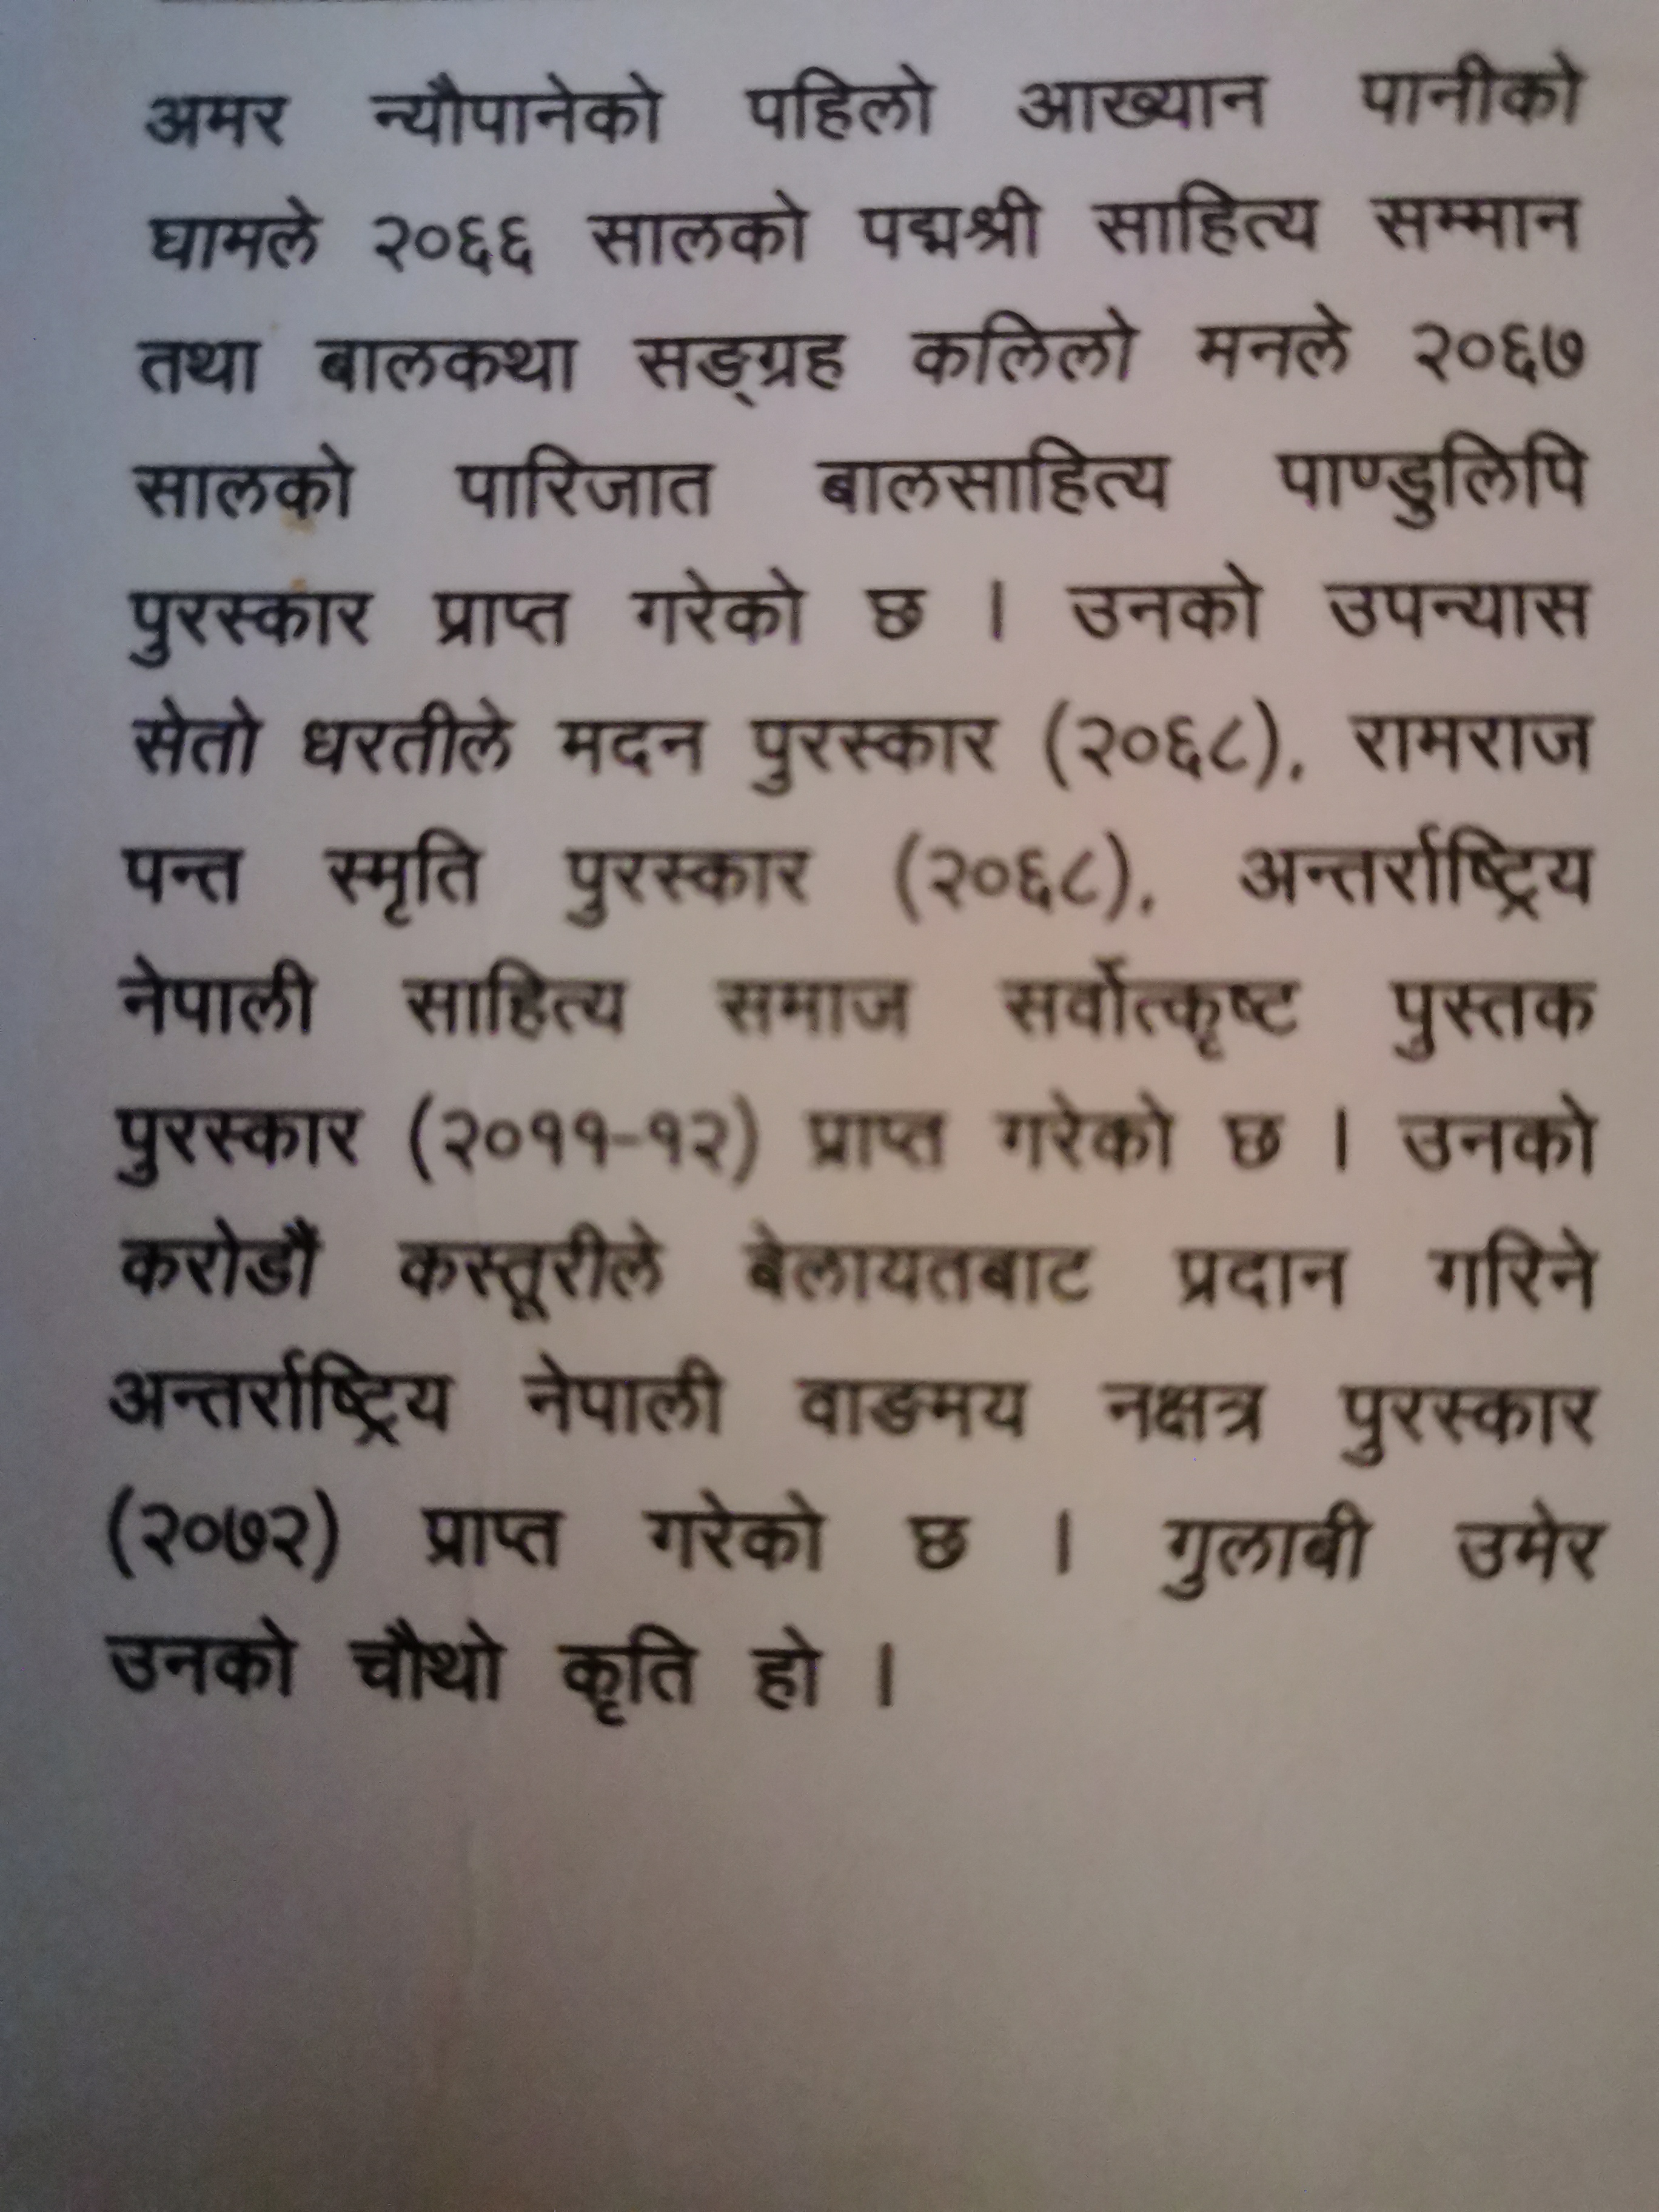 अमर न्यौपानेको पहिलो आख्यान पानीको
घामले २०६६ सालको पद्मश्री साहित्य सम्मान
तथा बालकथा सङ्ग्रह कलिलो मनले २०६७
सालको पारिजात बालसाहित्य पाण्डुलिपि
पुरस्कार प्राप्त गरेको छ । उनको उपन्यास
सेतो धरतीले मदन पुरस्कार (२०६८), रामराज
पन्त स्मृति पुरस्कार (२०६८), अन्तर्राष्ट्रिय
नेपाली साहित्य समाज सर्वोत्कृष्ट पुस्तक
पुरस्कार (२०११-१२) प्राप्त गरेको छ । उनको
करोडौं कस्तूरीले बेलायतबाट प्रदान गरिने
अन्तर्राष्ट्रिय नेपाली वाङमय नक्षत्र पुरस्कार
(२०७२) प्राप्त गरेको छ । गुलाबी उमेर
उनको चौथो कृति हो ।